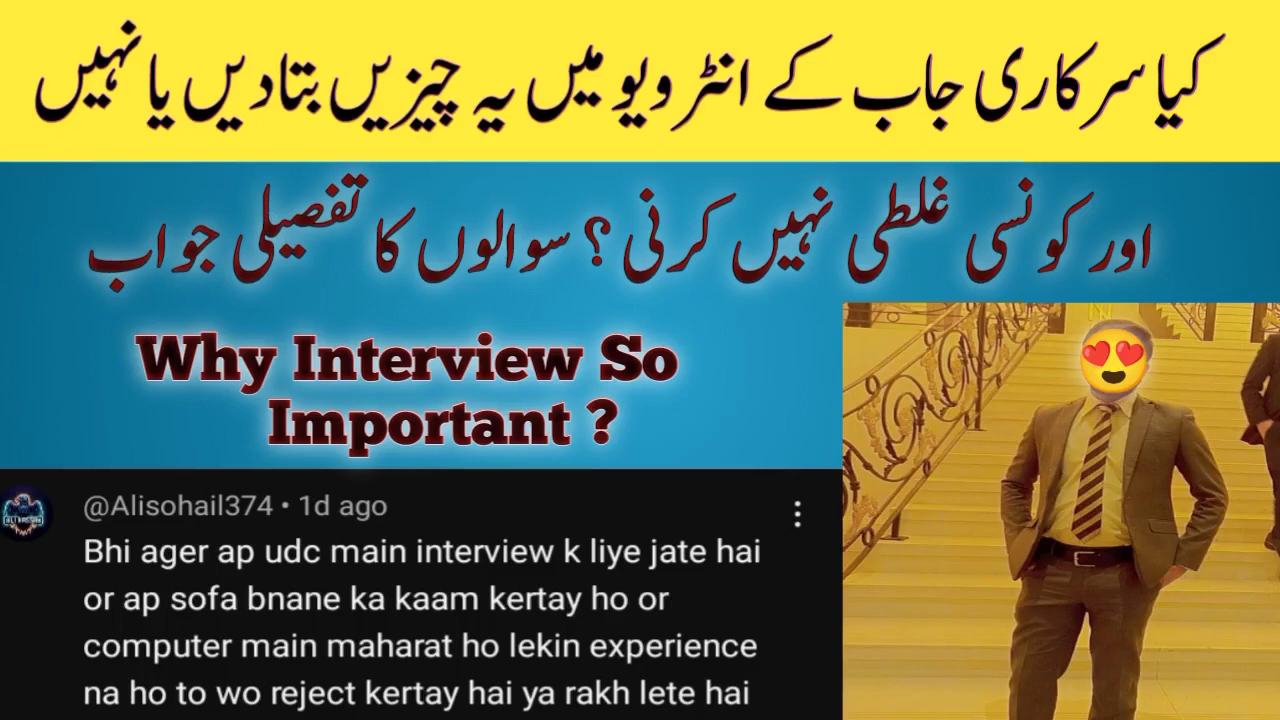 کیا سرکاری جاب کے انٹرویو میں یہ چیزیں بتادیں یا نہیں
اور کونسی غلطی نہیں کرنی ؟ سوالوں کا تفصیلی جواب
Why Interview So
Important ?
@Alisohail374 • 1d ago
Bhi ager ap udc main interview k liye jate hai
or ap sofa bnane ka kaam kertay ho or
computer main maharat ho lekin experience
na ho to wo reject kertay hai ya rakh lete hai